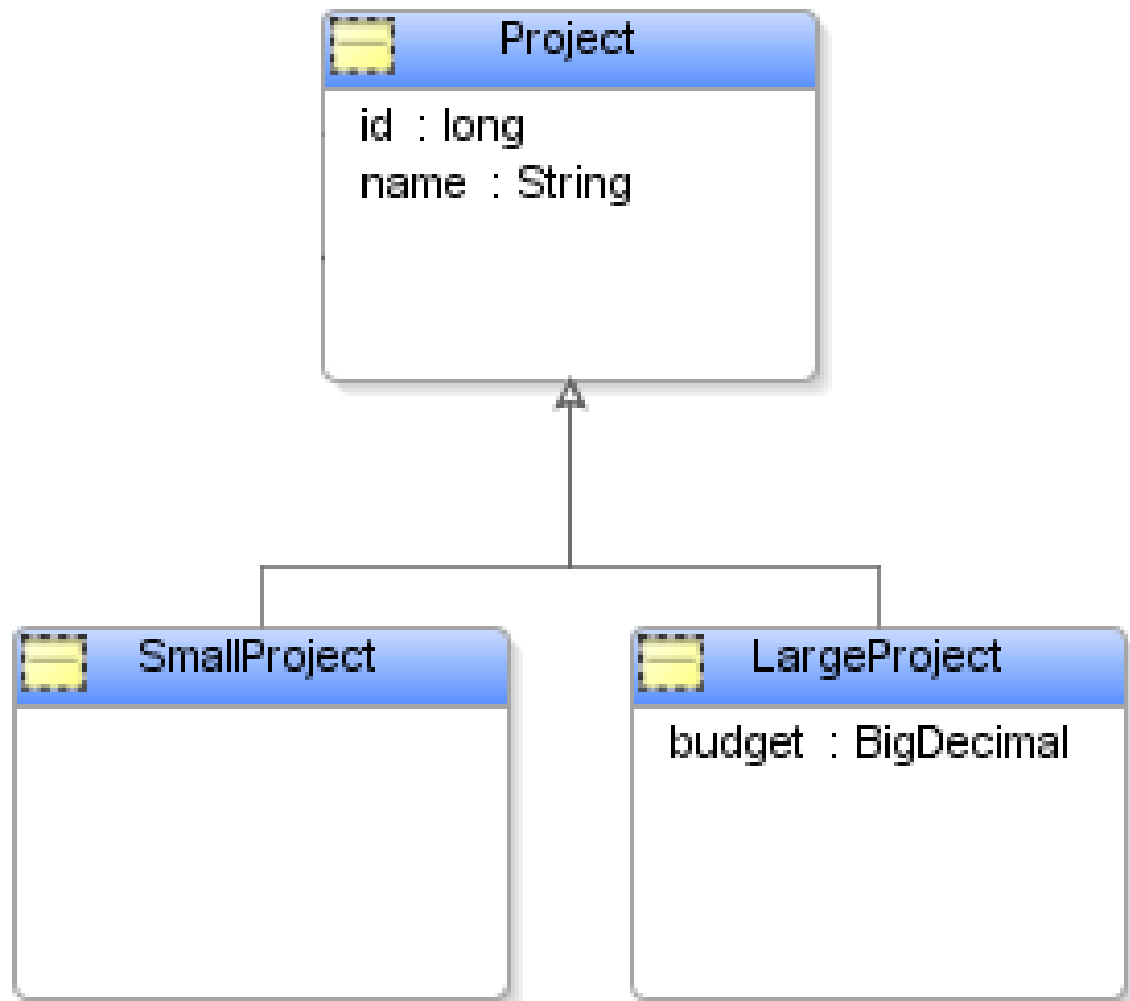 Project
id : long
name : String
SmallProject
LargeProject
budget : BigDecimal